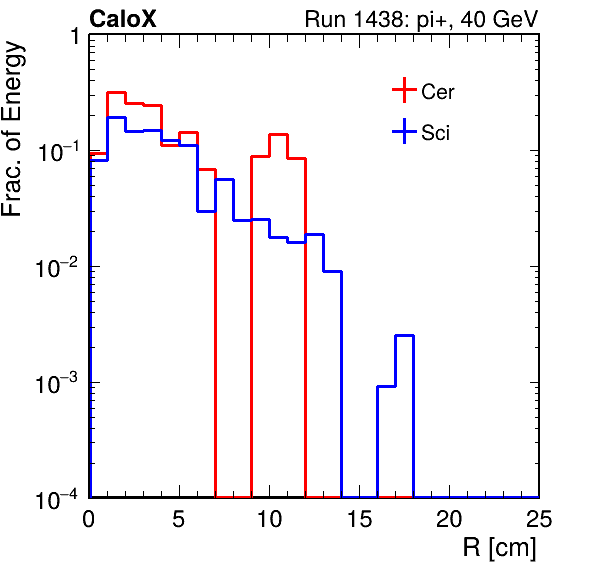 CaloX Run 1438: pi+, 40 GeV
Frac. of Energy
1
10⁻¹
10⁻²
10⁻³
10⁻⁴
Cer
Sci
0 5 10 15 20 25
R [cm]